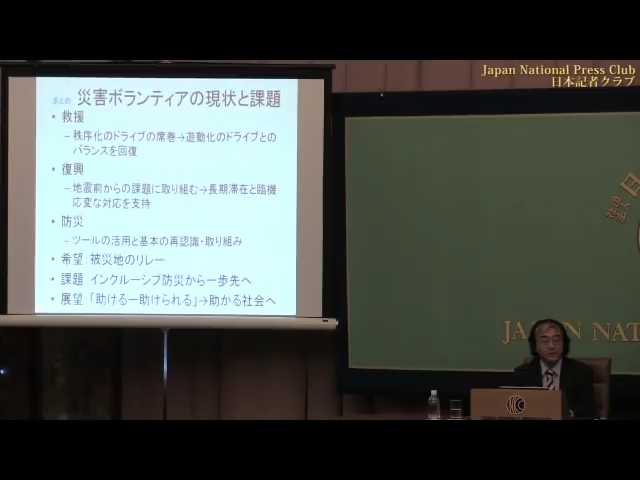 Japan National Press Club
日本記者クラブ
まとめ 災害ボランティアの現状と課題
• 救援
– 秩序化のドライブの席巻→遊動化のドライブとの
バランスを回復
• 復興
– 地震前からの課題に取り組む→長期滞在と臨機
応変な対応を支持
• 防災
– ツールの活用と基本の再認識・取り組み
• 希望：被災地のリレー
• 課題 インクルーシブ防災から一歩先へ
• 展望：「助ける―助けられる」→助かる社会へ
日
JAPAN NAT